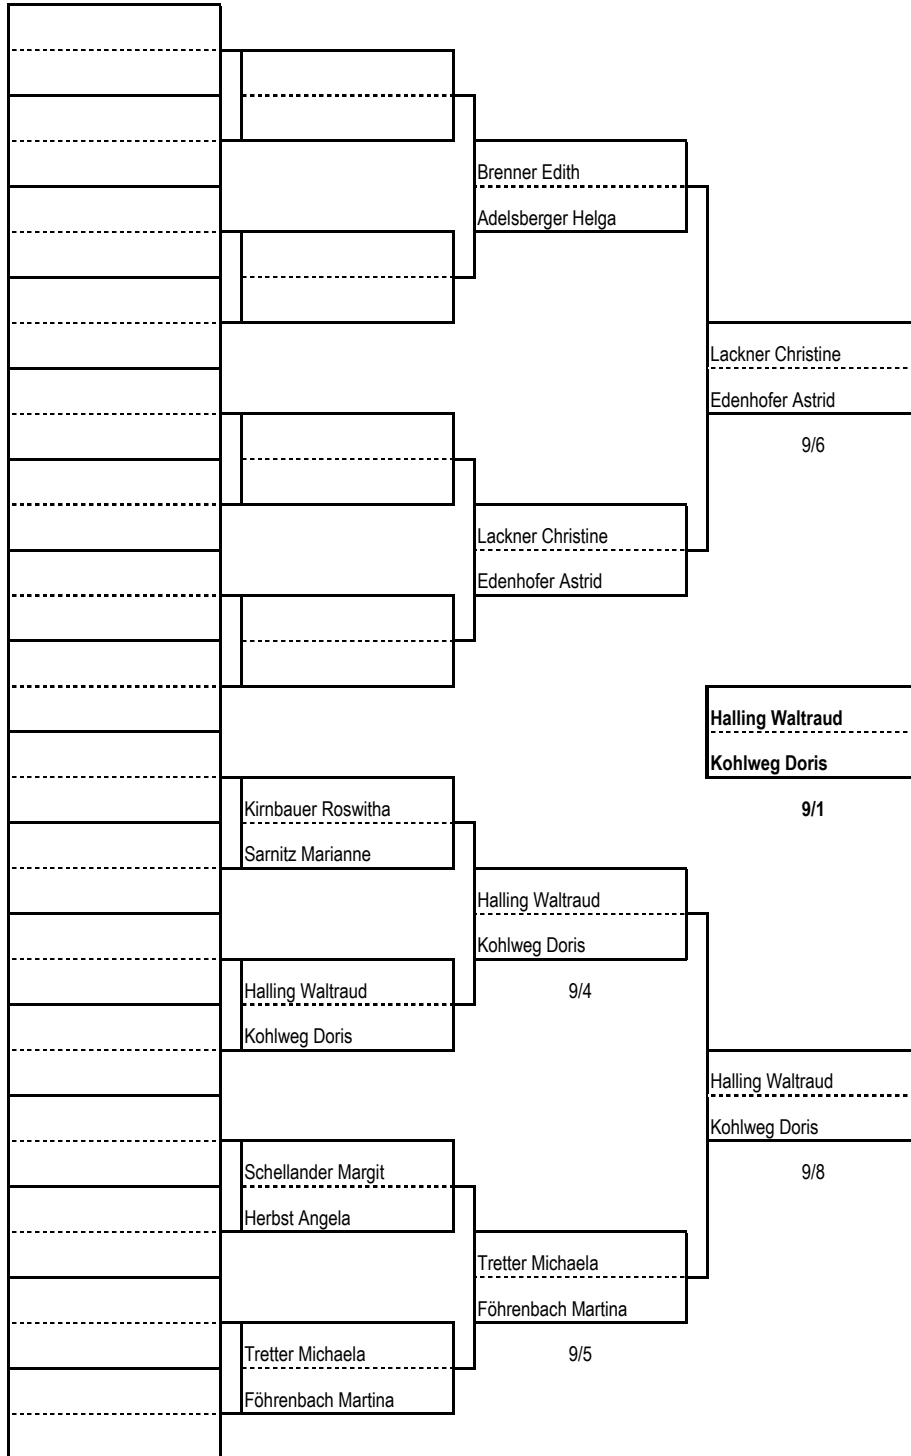 Brenner Edith
Adelsberger Helga
Lackner Christine
Edenhofer Astrid
9/6
Lackner Christine
Edenhofer Astrid
Halling Waltraud
Kohlweg Doris
9/1
Kirnbauer Roswitha
Sarnitz Marianne
Halling Waltraud
Kohlweg Doris
9/4
Halling Waltraud
Kohlweg Doris
Halling Waltraud
Kohlweg Doris
9/8
Schellander Margit
Herbst Angela
Tretter Michaela
Föhrenbach Martina
9/5
Tretter Michaela
Föhrenbach Martina